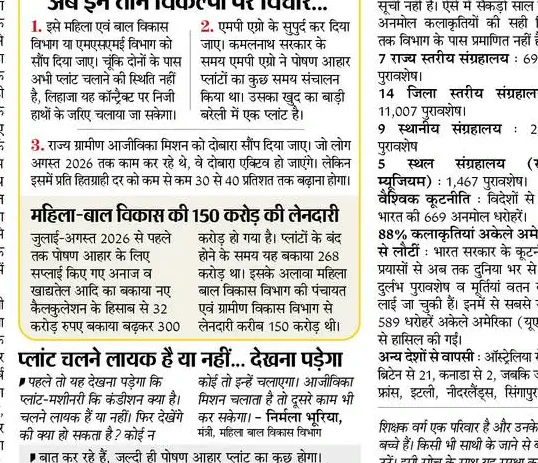 अब इन तीन विकल्पों पर विचार...
1. इसे महिला एवं बाल विकास
विभाग या एमएसएमई विभाग को
सौंप दिया जाए। चूंकि दोनों के पास
अभी प्लांट चलाने की स्थिति नहीं
है, लिहाजा यह कॉन्ट्रैक्ट पर निजी
हाथों के जरिए चलाया जा सकेगा।
2. एमपी एग्रो के सुपुर्द कर दिया
जाए। कमलनाथ सरकार के
समय एमपी एग्रो ने पोषण आहार
प्लांटों का कुछ समय संचालन
किया था। उसका खुद का बाड़ी
बरेली में एक प्लांट है।
3. राज्य ग्रामीण आजीविका मिशन को दोबारा सौंप दिया जाए। जो लोग
अगस्त 2026 तक काम कर रहे थे, वे दोबारा एक्टिव हो जाएंगे। लेकिन
इसमें प्रति हितग्राही दर को कम से कम 30 से 40 प्रतिशत तक बढ़ाना होगा।
महिला-बाल विकास की 150 करोड़ की लेनदारी
जुलाई-अगस्त 2026 से पहले
तक पोषण आहार के लिए
सप्लाई किए गए अनाज व
खाद्यतेल आदि का बकाया नए
कैलकुलेशन के हिसाब से 32
करोड़ रुपए बकाया बढ़कर 300
करोड़ हो गया है। प्लांटों के बंद
होने के समय यह बकाया 268
करोड़ था। इसके अलावा महिला
बाल विकास विभाग की पंचायत
एवं ग्रामीण विकास विभाग से
लेनदारी करीब 150 करोड़ थी।
प्लांट चलने लायक है या नहीं... देखना पड़ेगा
पहले तो यह देखना पड़ेगा कि
प्लांट-मशीनरी कि कंडीशन क्या है।
चलने लायक हैं या नहीं। फिर देखेंगे
की क्या हो सकता है? कोई न
कोई तो इन्हें चलाएगा। आजीविका
मिशन चलाता है तो दूसरे काम भी
कर सकेगा। – निर्मला भूरिया,
मंत्री, महिला बाल विकास विभाग
बात कर रहे हैं, जल्दी ही पोषण आहार प्लांट का कुछ होगा।
सूची नहीं है। ऐसे में सैकड़ों साल
अनमोल कलाकृतियों की सही
तक विभाग के पास प्रमाणित नहीं
7 राज्य स्तरीय संग्रहालय : 69
पुरावशेष।
14 जिला स्तरीय संग्रहालय
11,007 पुरावशेष।
9 स्थानीय संग्रहालय : 2
पुरावशेष
5 स्थल संग्रहालय
म्यूजियम) : 1,467 पुरावशेष।
वैश्विक कूटनीति : विदेशों से
भारत की 669 अनमोल धरोहरें।
88% कलाकृतियां अकेले अमे
से लौटीं : भारत सरकार के कूटन
प्रयासों से अब तक दुनिया भर से
दुर्लभ पुरावशेष व मूर्तियां वतन
लाई जा चुकी हैं। इनमें से सबसे
589 धरोहरें अकेले अमेरिका (यू
से हासिल की गईं।
अन्य देशों से वापसी : ऑस्ट्रेलिया
ब्रिटेन से 21, कनाडा से 2, जबकि
फ्रांस, इटली, नीदरलैंड्स, सिंगापुर
शिक्षक वर्ग एक परिवार है और उनके
बच्चे हैं। किसी भी साथी के जाने से